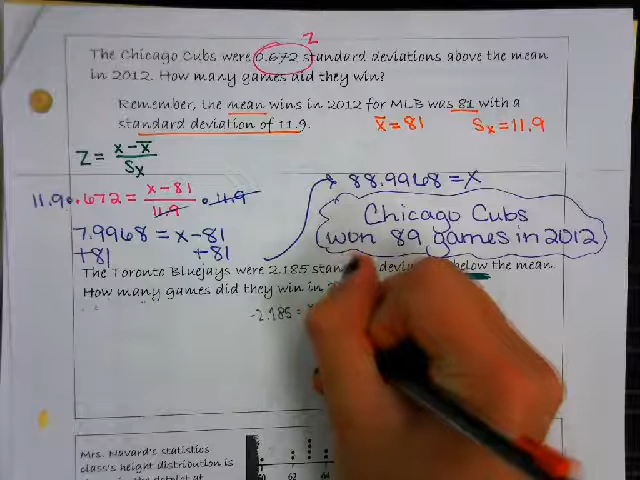 z
The Chicago Cubs were 0.672 standard deviations above the mean
in 2012. How many games did they win?
Remember, the mean wins in 2012 for MLB was 81 with a
standard deviation of 11.9.
x̄ = 81 Sx = 11.9
z = (x - x̄)/Sx
88.9968 = x
11.9 • .672 = (x - 81)/11.9 • 11.9
Chicago Cubs
won 89 games in 2012
7.9968 = x - 81
+81 +81
The Toronto Bluejays were 2.185 below the mean.
How many games did they win in
-2.185 =
Mrs. Navard's statistics
class's height distribution is
62 64